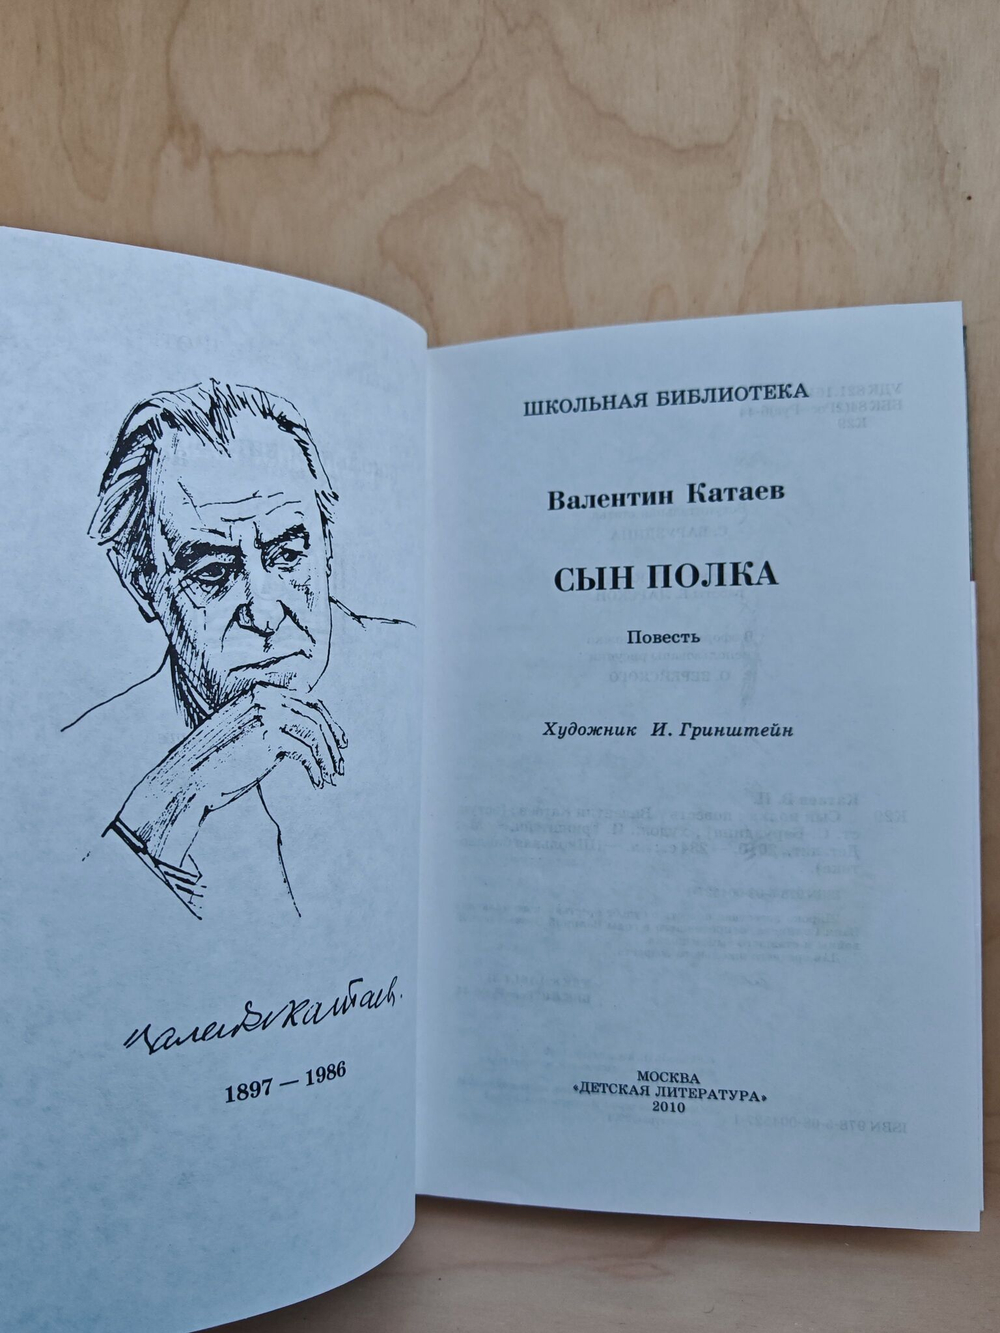 Валентин Катаев.
1897 — 1986
ШКОЛЬНАЯ БИБЛИОТЕКА
Валентин Катаев
СЫН ПОЛКА
Повесть
Художник И. Гринштейн
МОСКВА
«ДЕТСКАЯ ЛИТЕРАТУРА»
2010